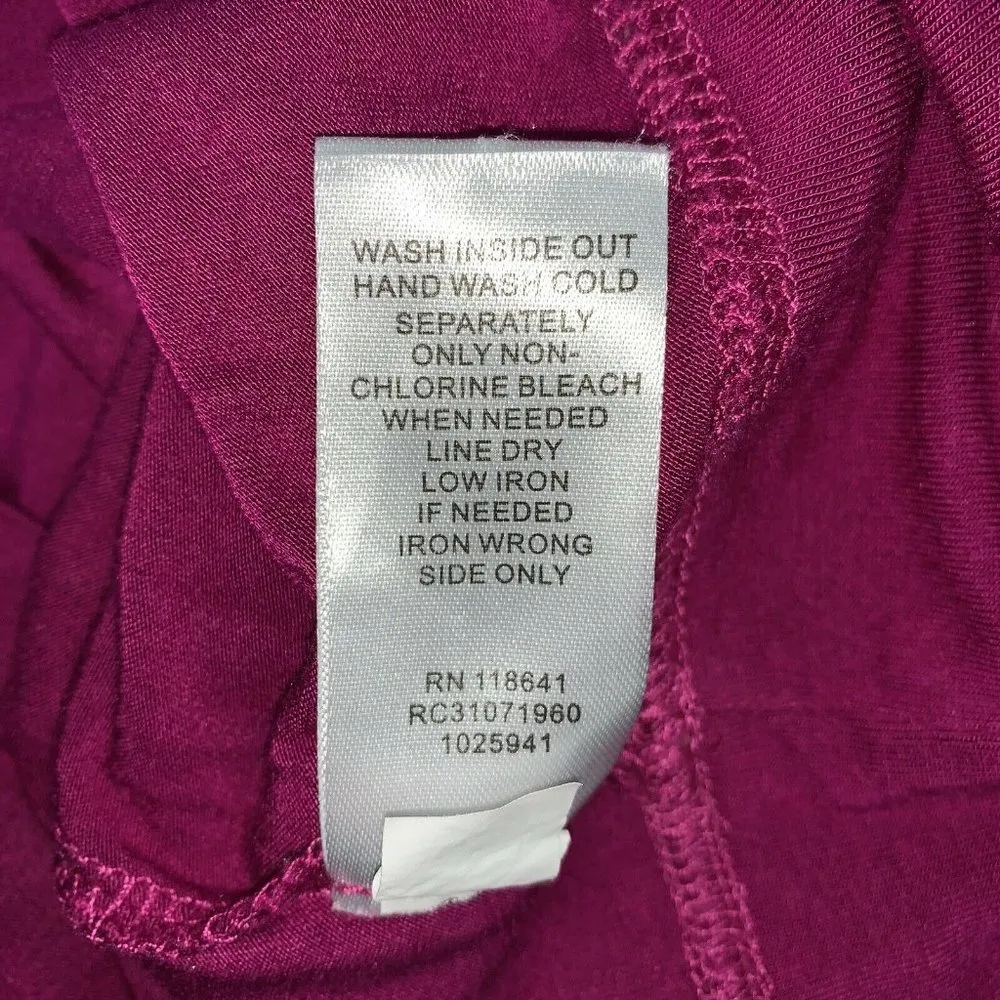 WASH INSIDE OUT
HAND WASH COLD
SEPARATELY
ONLY NON-
CHLORINE BLEACH
WHEN NEEDED
LINE DRY
LOW IRON
IF NEEDED
IRON WRONG
SIDE ONLY
RN 118641
RC31071960
1025941